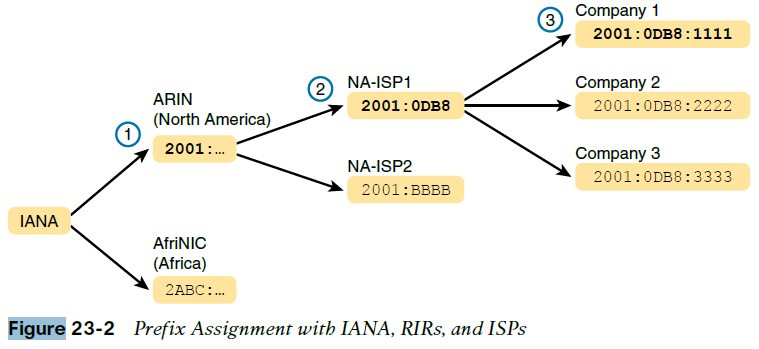 IANA
1
ARIN
(North America)
2001:…
AfriNIC
(Africa)
2ABC:…
2
NA-ISP1
2001:0DB8
NA-ISP2
2001:BBBB
3
Company 1
2001:0DB8:1111
Company 2
2001:0DB8:2222
Company 3
2001:0DB8:3333
Figure 23-2 Prefix Assignment with IANA, RIRs, and ISPs